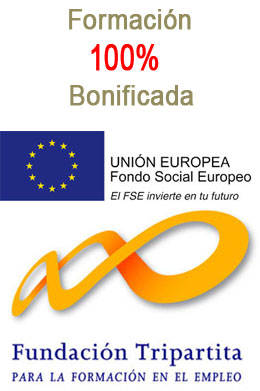 Formación
100%
Bonificada
UNIÓN EUROPEA
Fondo Social Europeo
El FSE invierte en tu futuro
Fundación Tripartita
PARA LA FORMACIÓN EN EL EMPLEO